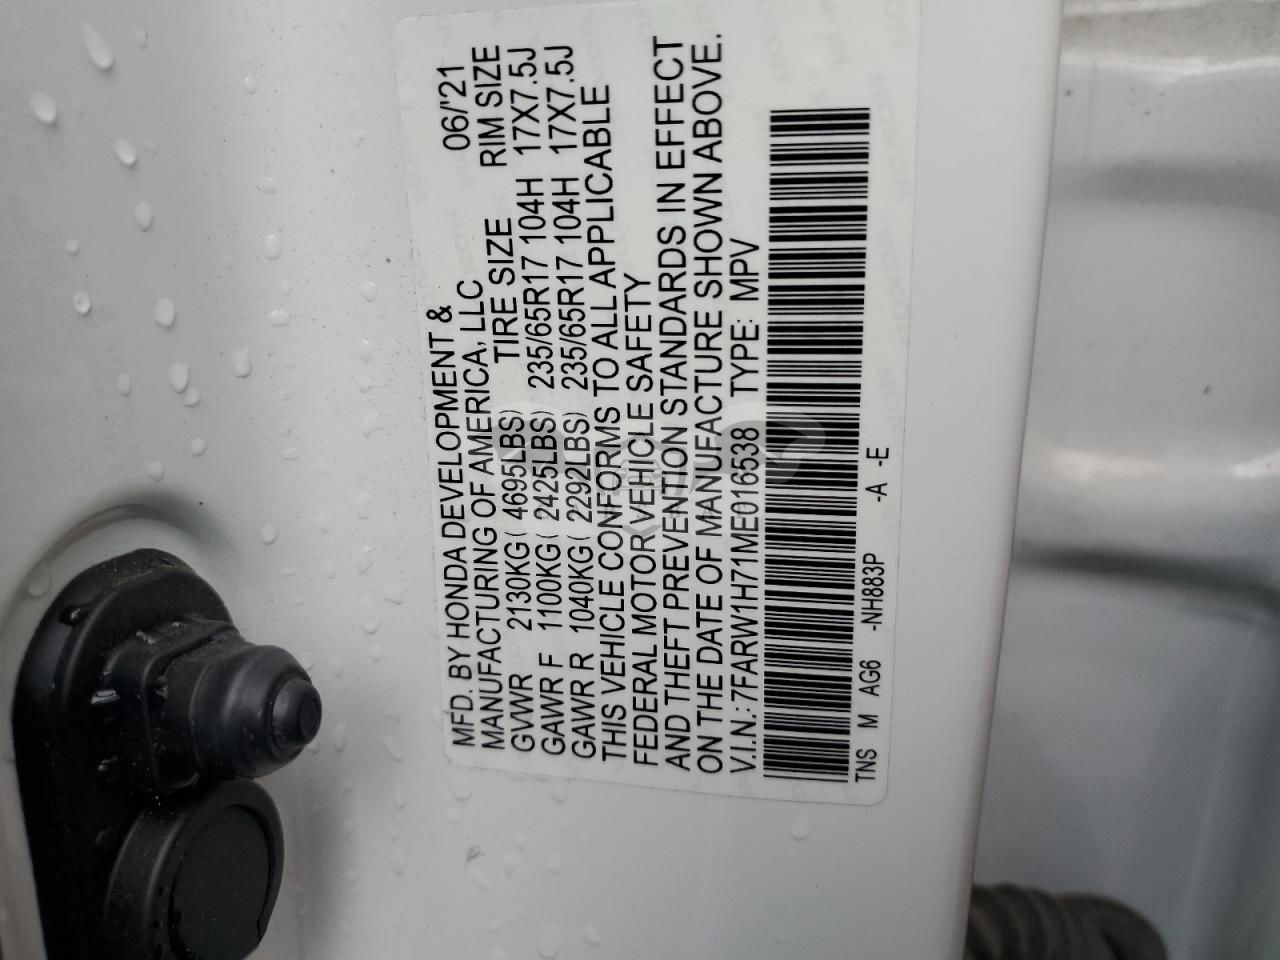 MFD. BY HONDA DEVELOPMENT &
MANUFACTURING OF AMERICA, LLC 06/'21
TIRE SIZE RIM SIZE
GVWR 2130KG( 4695LBS)
GAWR F 1100KG( 2425LBS) 235/65R17 104H 17X7.5J
GAWR R 1040KG( 2292LBS) 235/65R17 104H 17X7.5J
THIS VEHICLE CONFORMS TO ALL APPLICABLE
FEDERAL MOTOR VEHICLE SAFETY
AND THEFT PREVENTION STANDARDS IN EFFECT
ON THE DATE OF MANUFACTURE SHOWN ABOVE.
V.I.N.: 7FARW1H71ME016538 TYPE: MPV
TNS M AG6 -NH883P -A -E